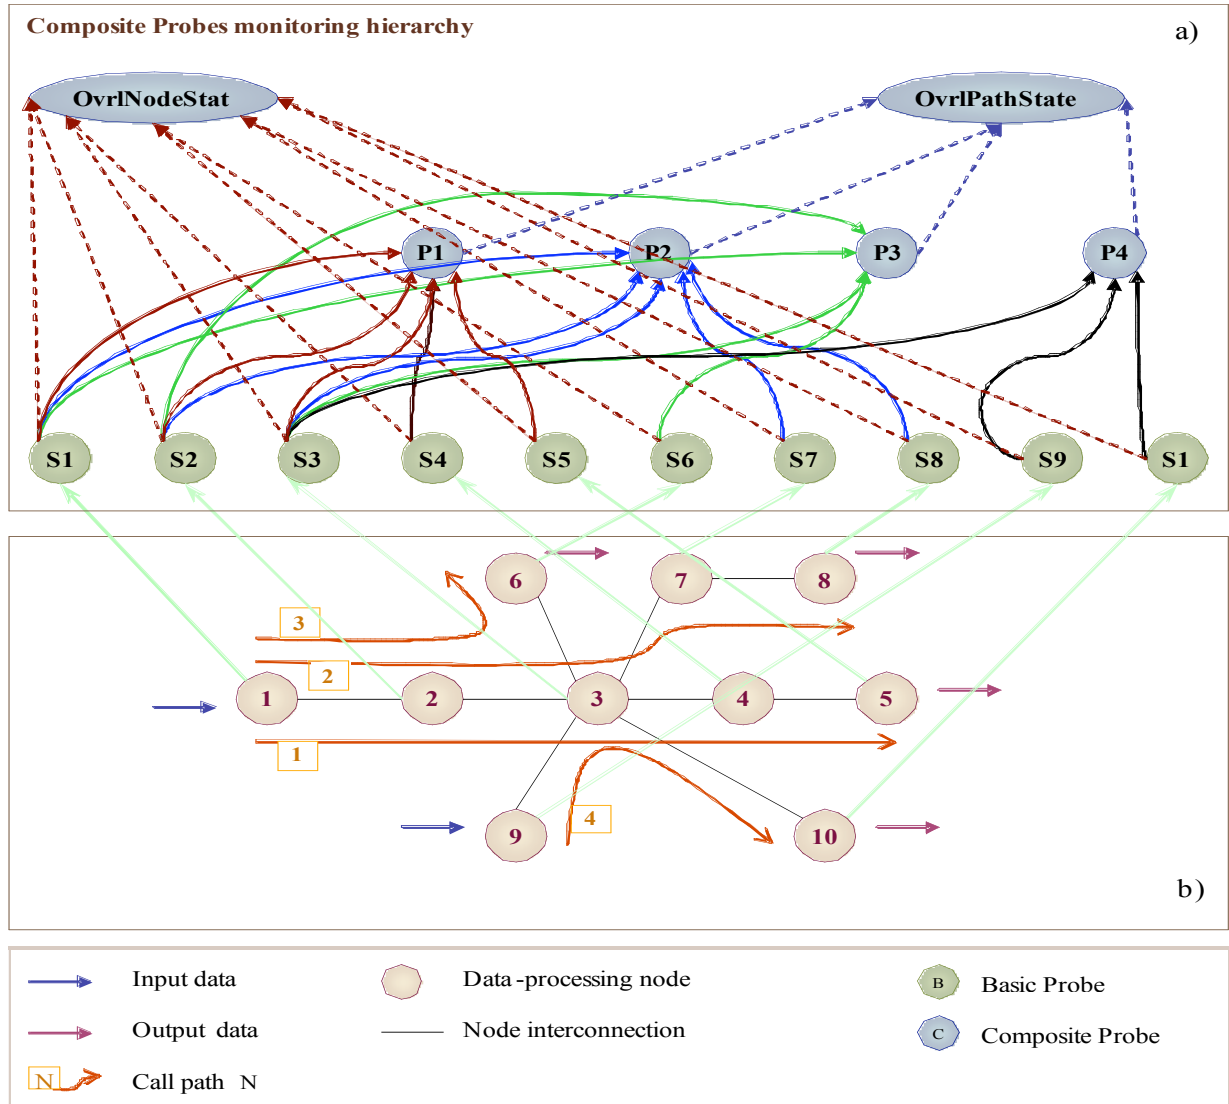 Composite Probes monitoring hierarchy
a)
OvrlNodeStat
OvrlPathState
P1
P2
P3
P4
S1
S2
S3
S4
S5
S6
S7
S8
S9
S1
6
7
8
3
2
1
2
3
4
5
1
4
9
10
b)
Input data
Data-processing node
B
Basic Probe
Output data
Node interconnection
C
Composite Probe
N
Call path N